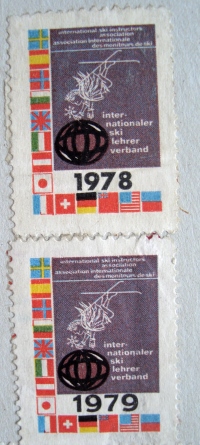 international ski instructors
association
association internationale
des moniteurs de ski
inter-
nationaler
ski
lehrer
verband
1978
international ski instructors
association
association internationale
des moniteurs de ski
inter-
nationaler
ski
lehrer
verband
1979